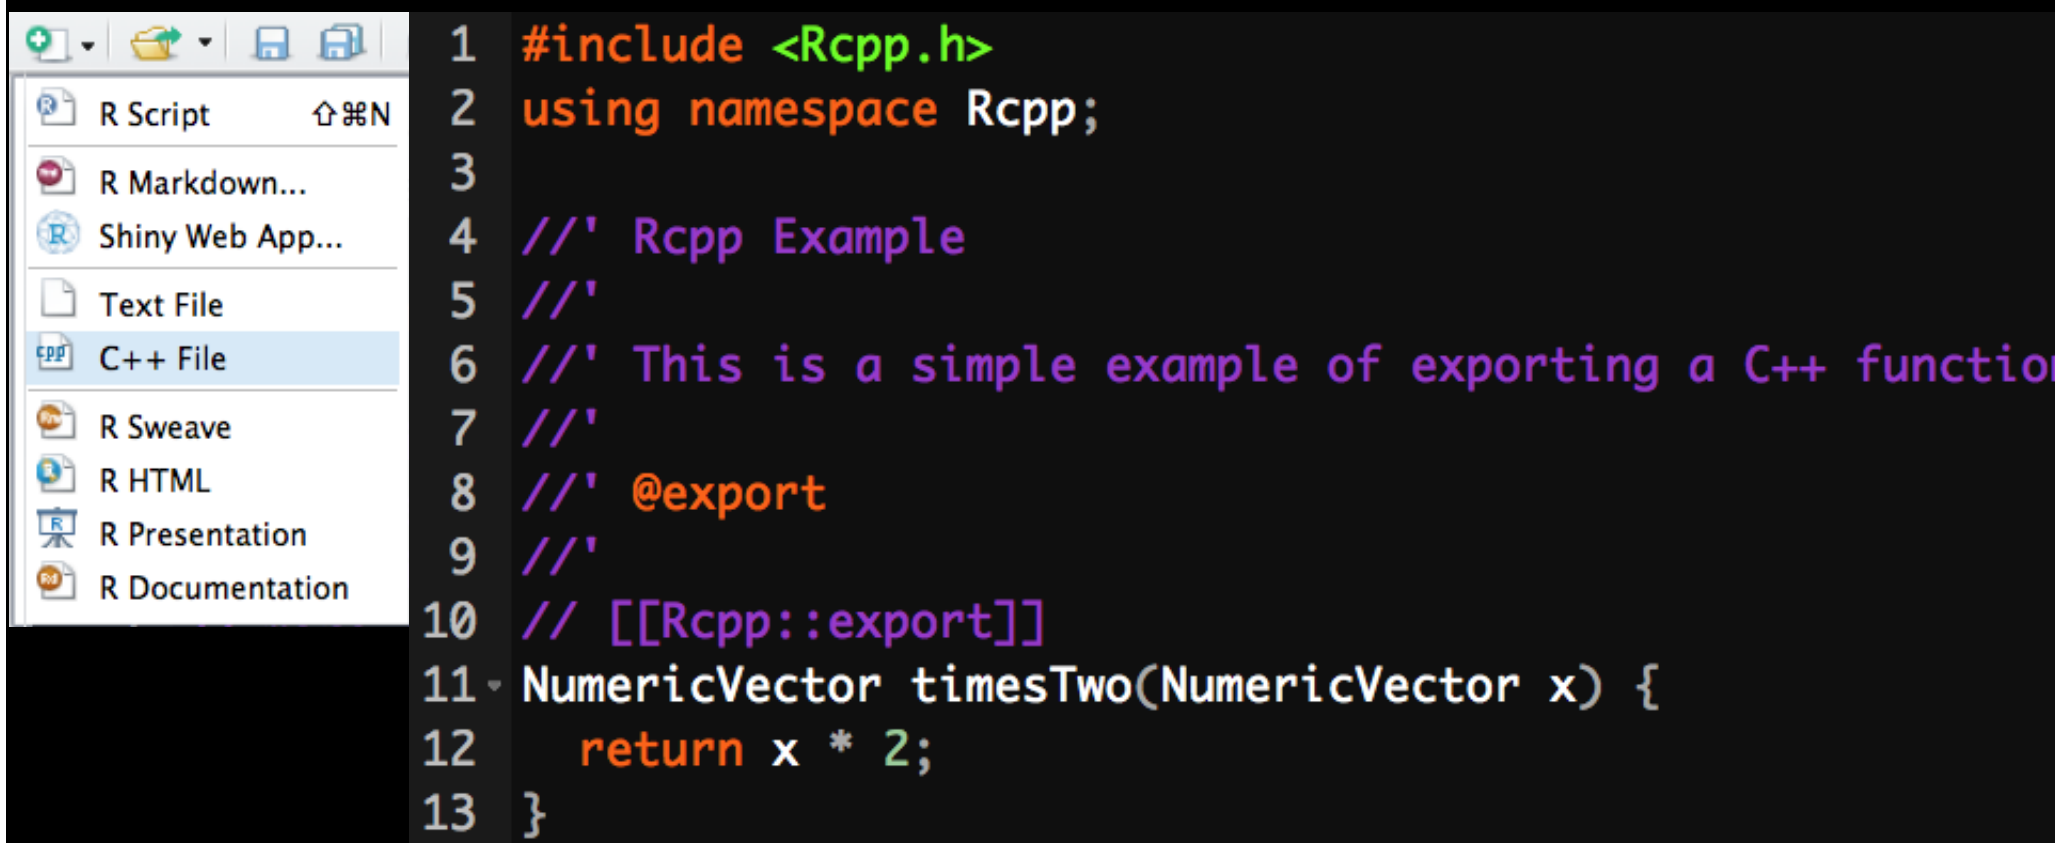 R Script ⇧⌘N
R Markdown...
Shiny Web App...
Text File
cpp C++ File
R Sweave
R HTML
R Presentation
R Documentation
1 #include <Rcpp.h>
2 using namespace Rcpp;
3
4 //' Rcpp Example
5 //'
6 //' This is a simple example of exporting a C++ function
7 //'
8 //' @export
9 //'
10 // [[Rcpp::export]]
11 NumericVector timesTwo(NumericVector x) {
12 return x * 2;
13 }